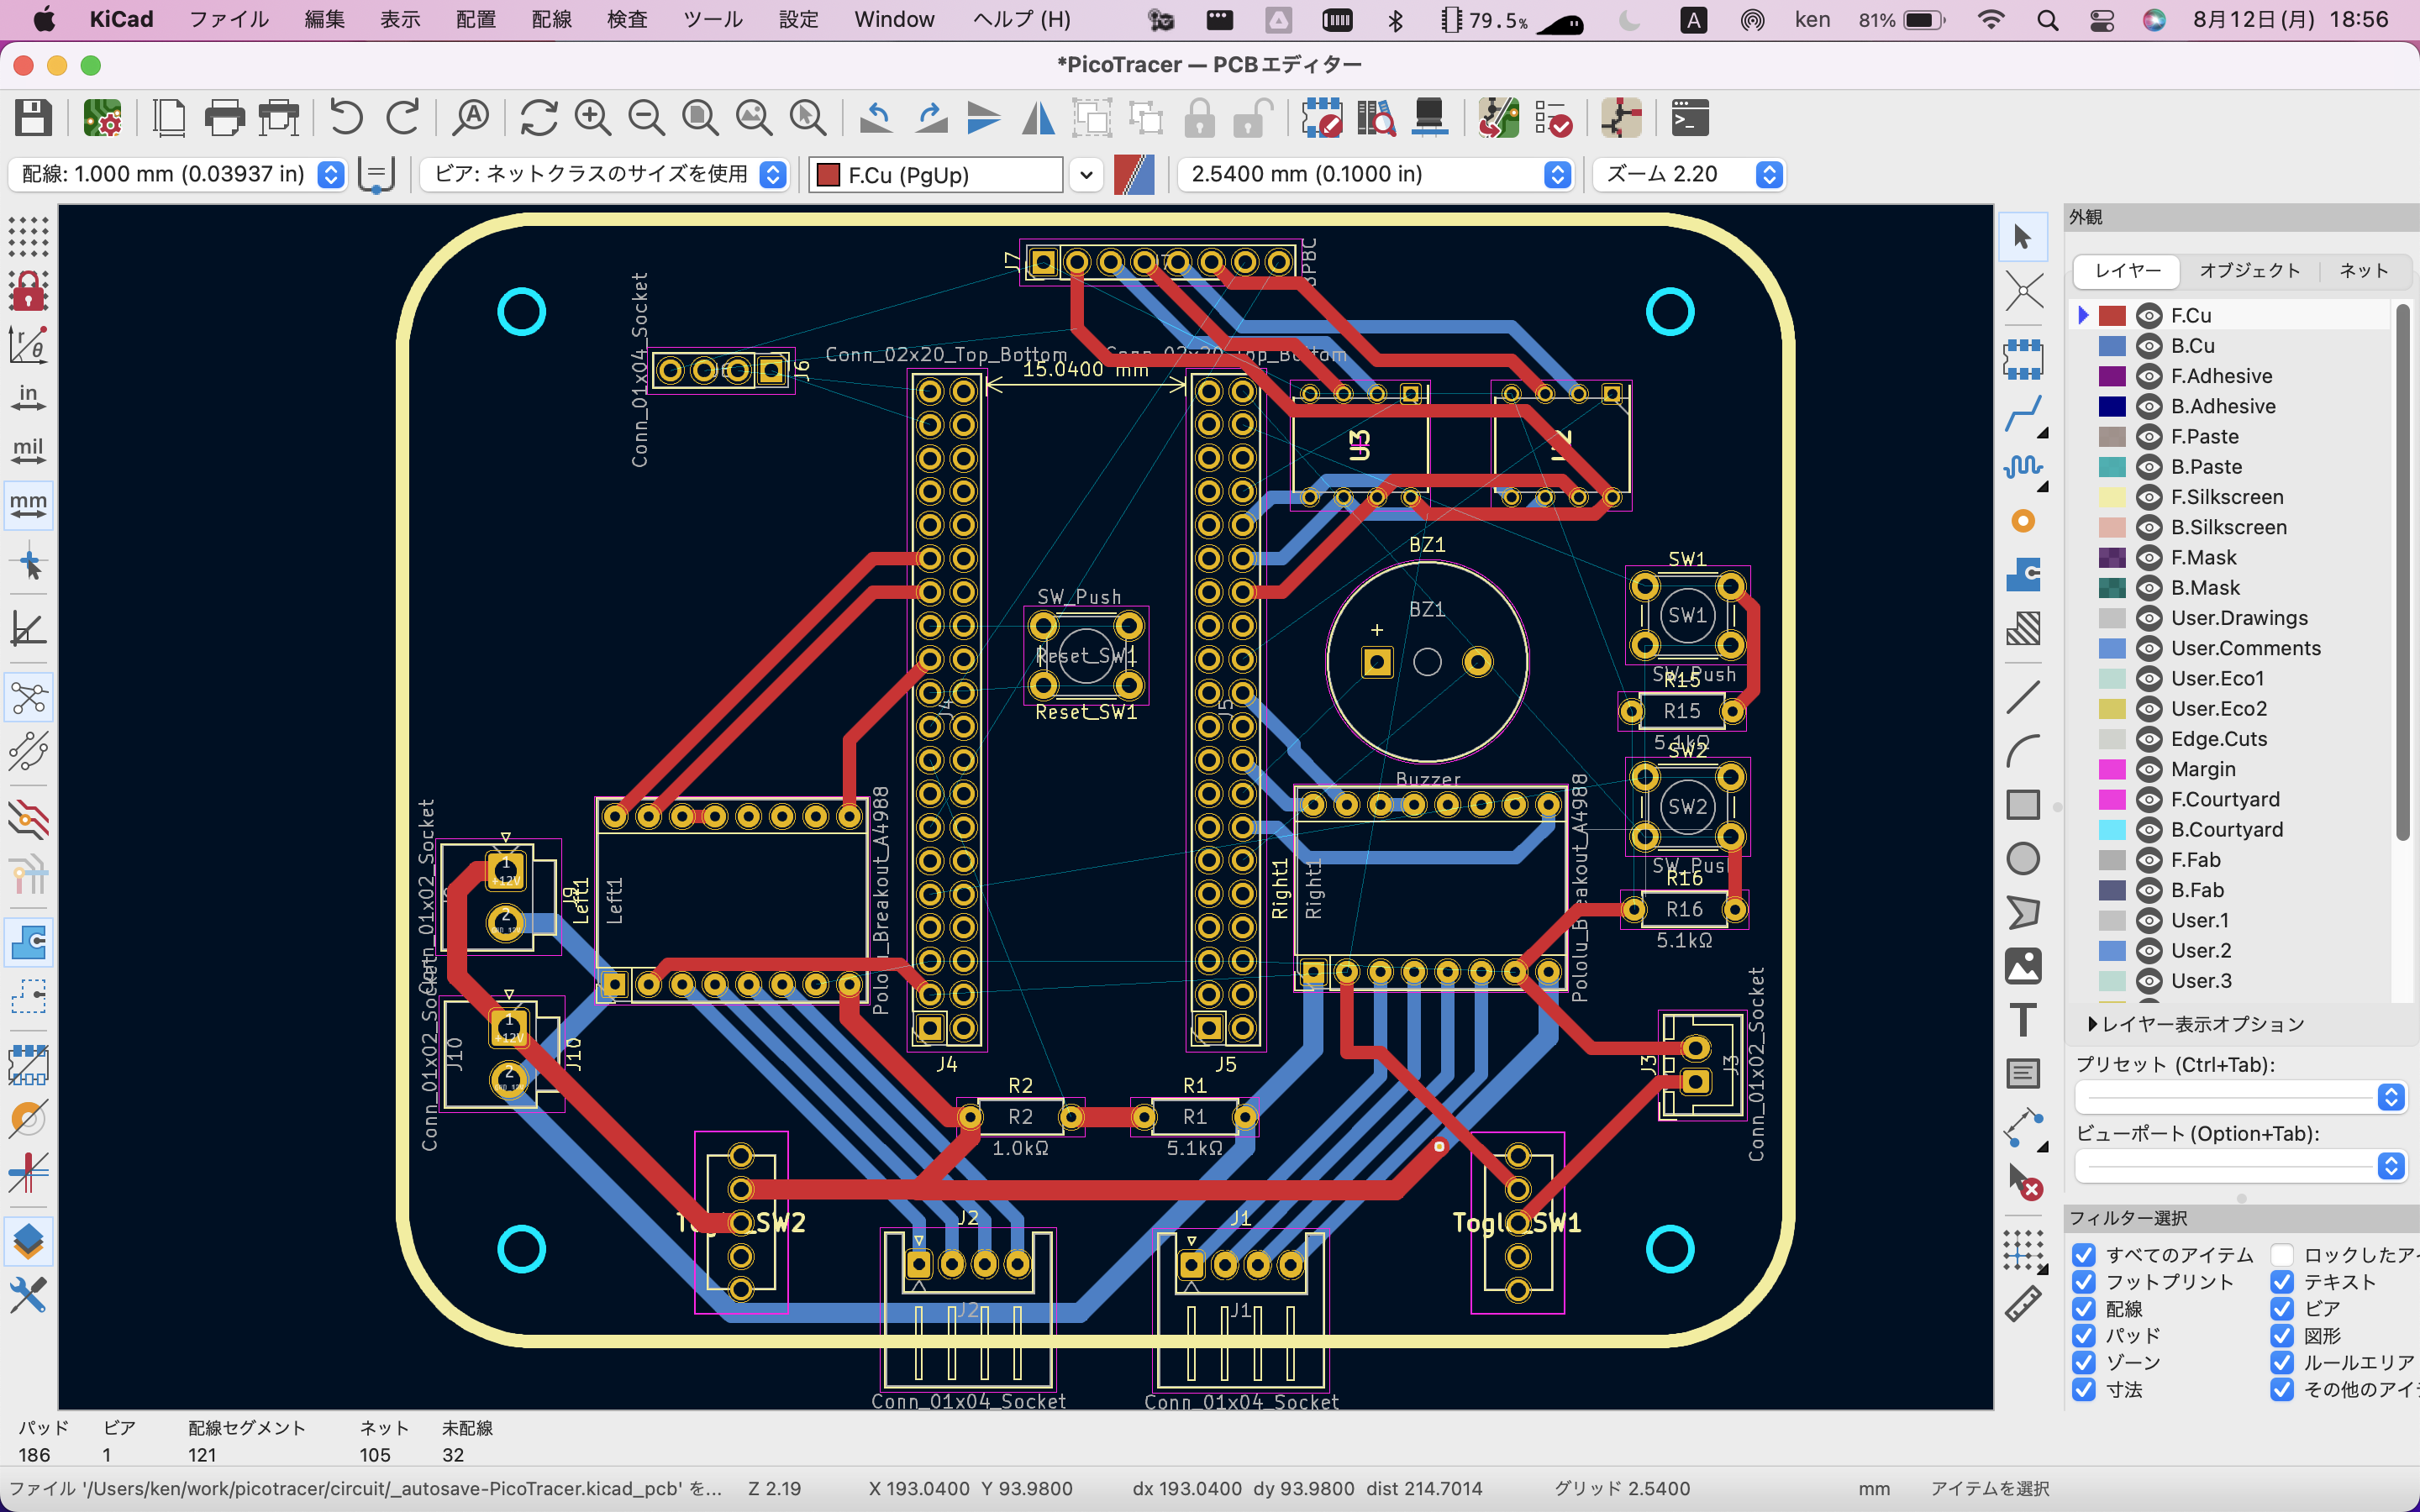 KiCad ファイル 編集 表示 配置 配線 検査 ツール 設定 Window ヘルプ (H) 79.5% A ken 81% 8月12日(月) 18:56
*PicoTracer — PCBエディター
配線: 1.000 mm (0.03937 in) ビア: ネットクラスのサイズを使用 F.Cu (PgUp) 2.5400 mm (0.1000 in) ズーム 2.20
in
mil
mm
J7
Conn_01x04_Socket
J6
Conn_02x20_Top_Bottom
15.0400 mm
U3
BZ1
BZ1
+
Buzzer
SW_Push
Reset_SW1
Reset_SW1
SW1
SW1
SW_Push
R15
R15
5.1kΩ
SW2
SW2
SW_Push
R16
R16
5.1kΩ
J4
J5
Pololu_Breakout_A4988
Left1
Left1
Right1
Right1
Pololu_Breakout_A4988
Conn_01x02_Socket
1
+12V
2
J9
Conn_01x02_Socket
1
+12V
2
J10
J10
J4
J5
R2
R2
1.0kΩ
R1
R1
5.1kΩ
J3
J3
Conn_01x02_Socket
J2
J2
Conn_01x04_Socket
J1
J1
Conn_01x04_Socket
外観
レイヤー オブジェクト ネット
F.Cu
B.Cu
F.Adhesive
B.Adhesive
F.Paste
B.Paste
F.Silkscreen
B.Silkscreen
F.Mask
B.Mask
User.Drawings
User.Comments
User.Eco1
User.Eco2
Edge.Cuts
Margin
F.Courtyard
B.Courtyard
F.Fab
B.Fab
User.1
User.2
User.3
レイヤー表示オプション
プリセット (Ctrl+Tab):
ビューポート (Option+Tab):
フィルター選択
すべてのアイテム ロックしたアイ
フットプリント テキスト
配線 ビア
パッド 図形
ゾーン ルールエリア
寸法 その他のアイ
パッド ビア 配線セグメント ネット 未配線
186 1 121 105 32
ファイル '/Users/ken/work/picotracer/circuit/_autosave-PicoTracer.kicad_pcb' を... Z 2.19 X 193.0400 Y 93.9800 dx 193.0400 dy 93.9800 dist 214.7014 グリッド 2.5400 mm アイテムを選択